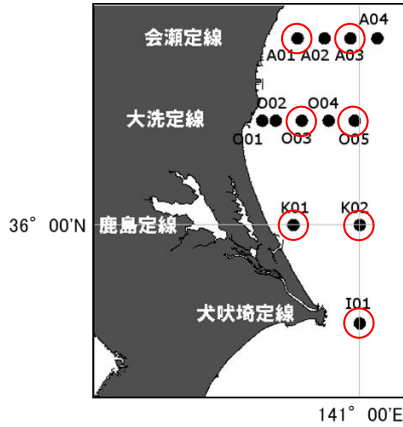 会瀬定線
A04
A01 A02 A03
大洗定線
O02 O04
O01 O03 O05
36° 00'N
鹿島定線
K01 K02
犬吠埼定線
I01
141° 00'E